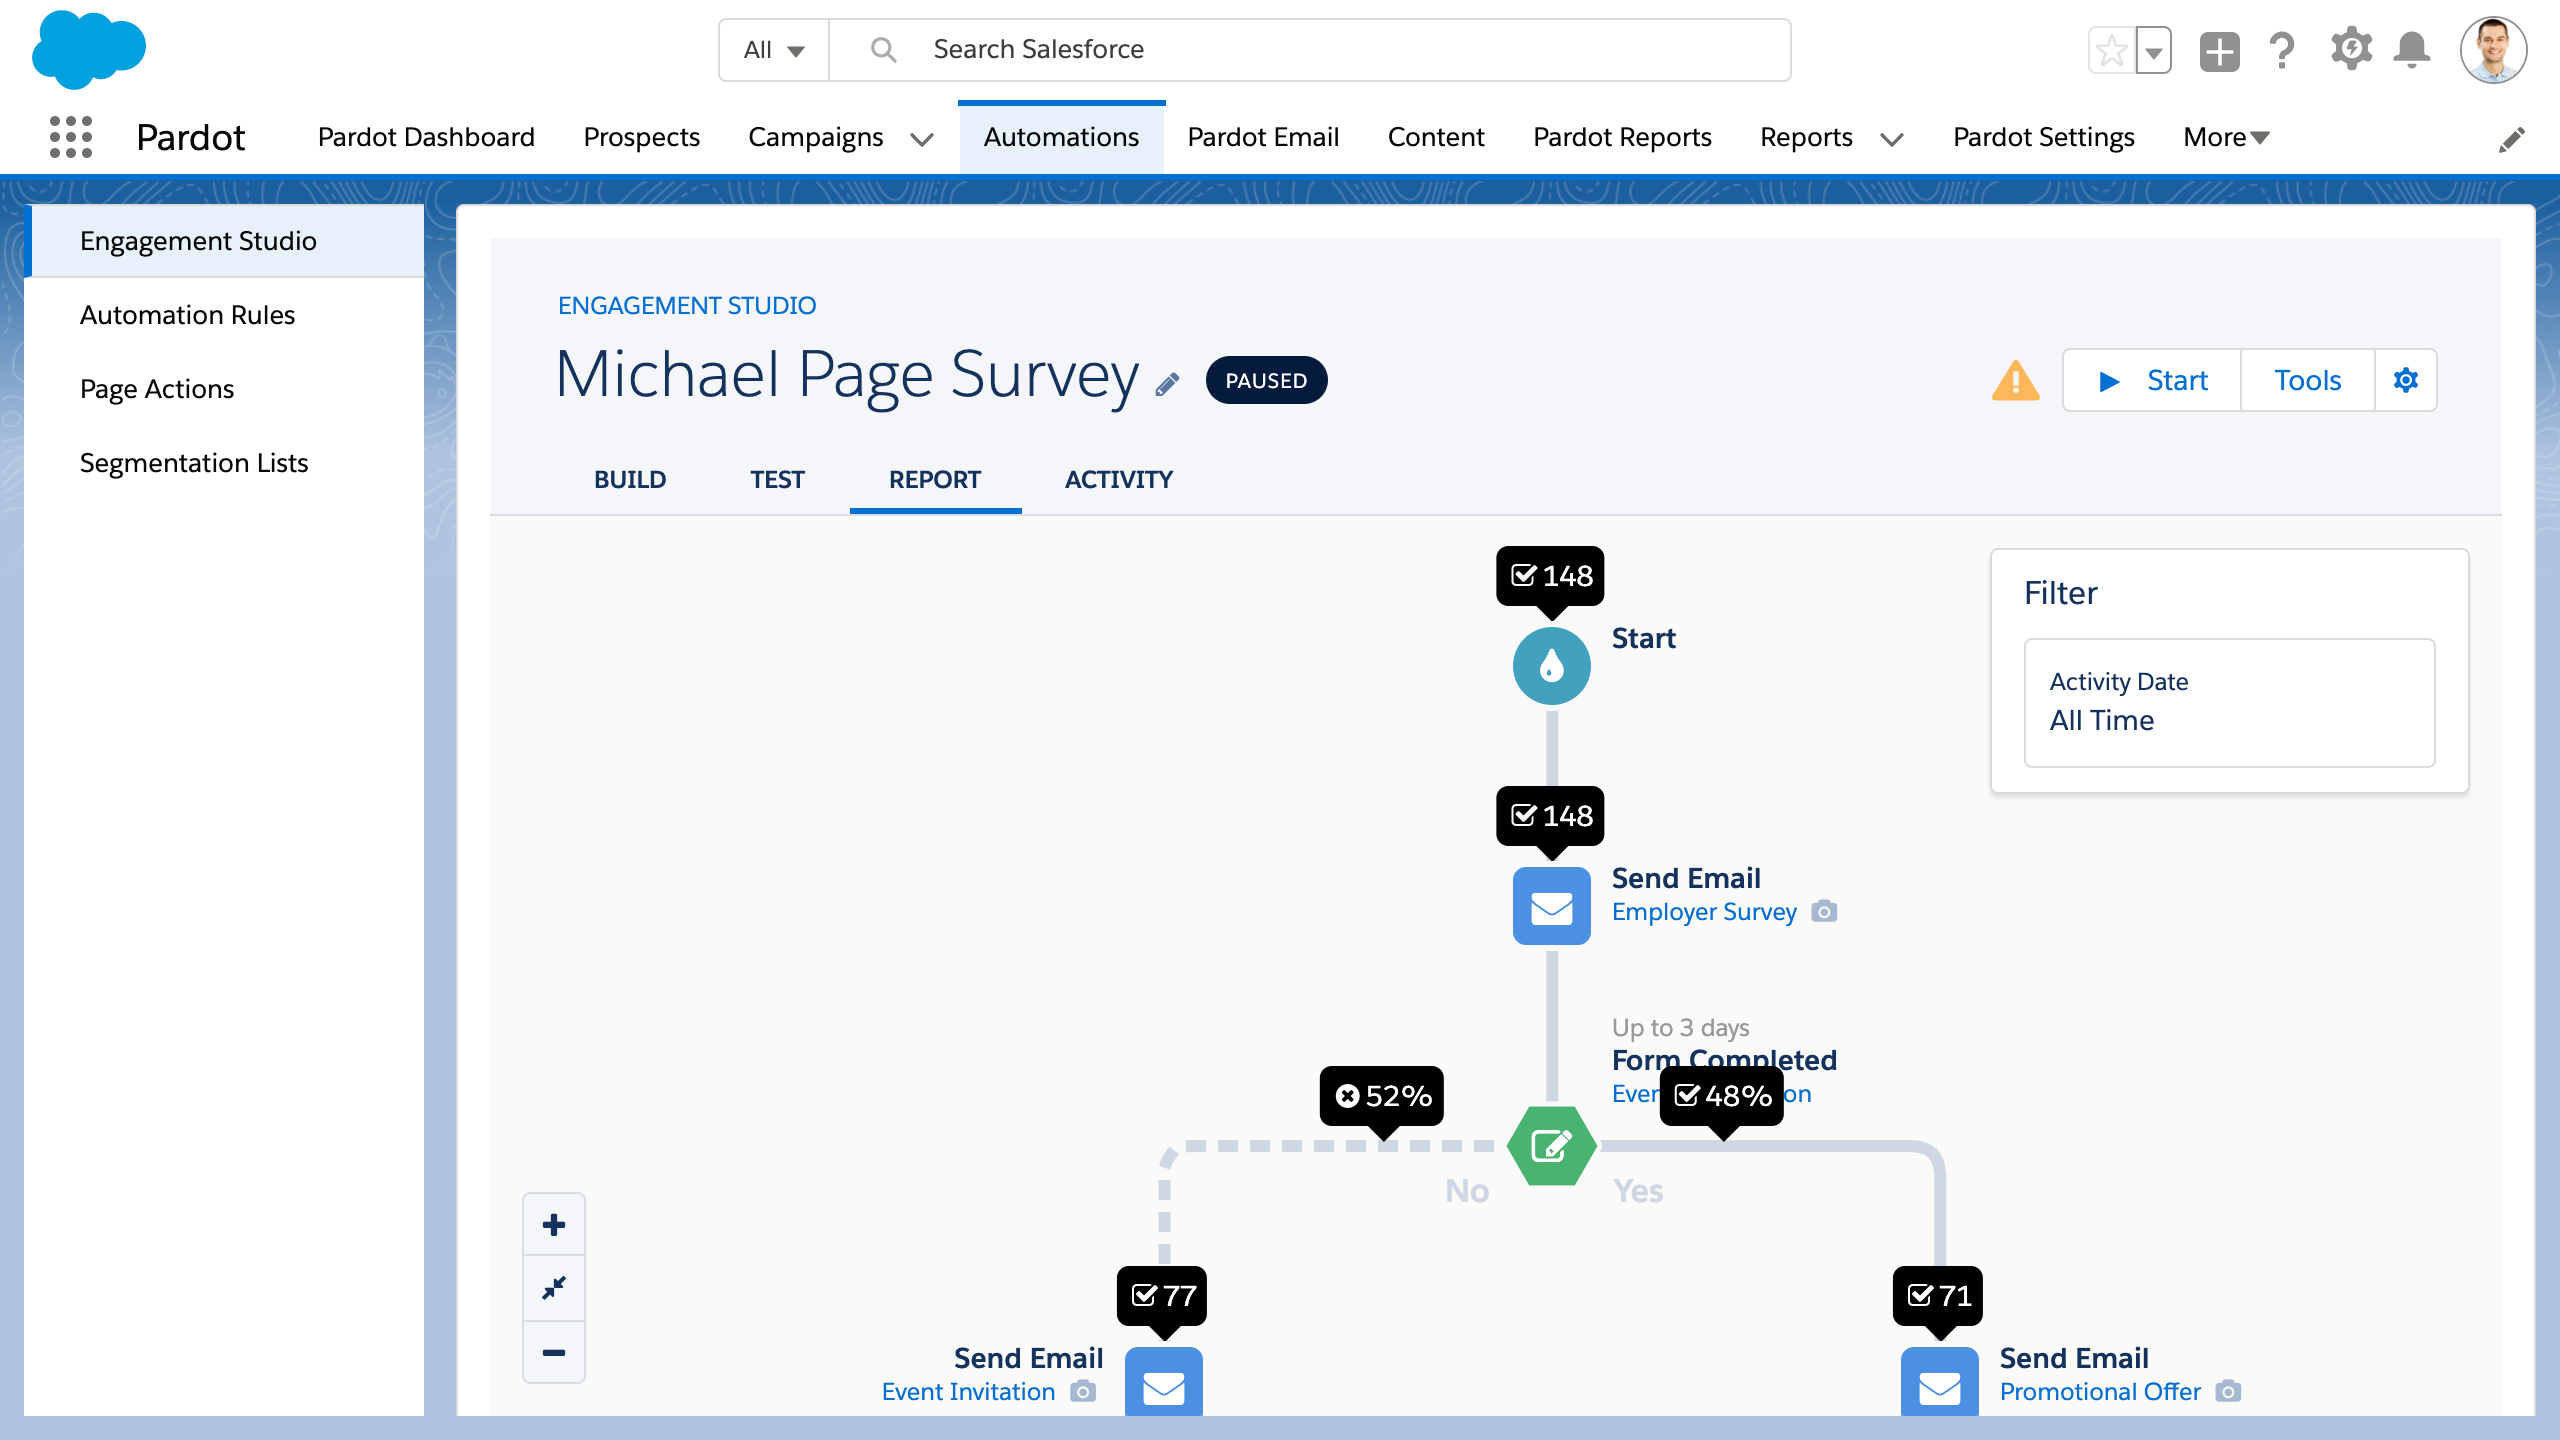 All
Search Salesforce
Pardot
Pardot Dashboard
Prospects
Campaigns
Automations
Pardot Email
Content
Pardot Reports
Reports
Pardot Settings
More
Engagement Studio
Automation Rules
Page Actions
Segmentation Lists
ENGAGEMENT STUDIO
Michael Page Survey
PAUSED
Start
Tools
BUILD
TEST
REPORT
ACTIVITY
Filter
Activity Date
All Time
148
Start
148
Send Email
Employer Survey
Up to 3 days
Form Completed
52%
48%
No
Yes
77
Send Email
Event Invitation
71
Send Email
Promotional Offer